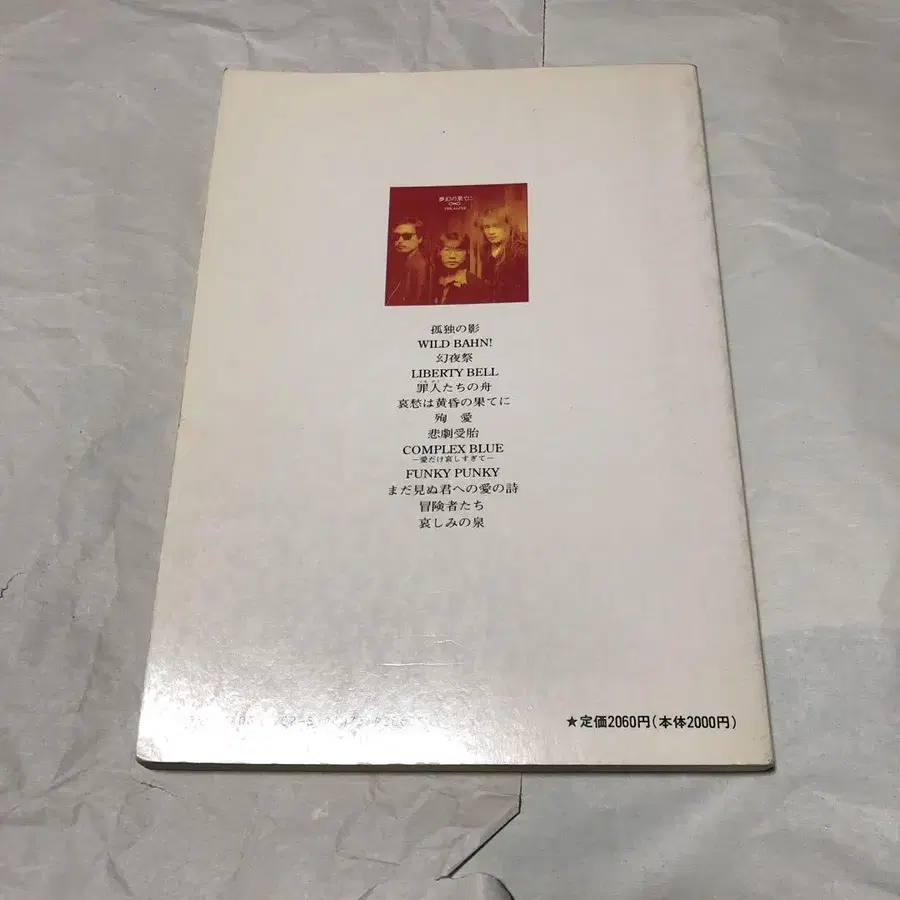 夢幻の果てに
THE ALFEE
孤独の影
WILD BAHN!
幻夜祭
LIBERTY BELL
罪人たちの舟
哀愁は黄昏の果てに
殉 愛
悲劇受胎
COMPLEX BLUE
―愛だけ哀しすぎて―
FUNKY PUNKY
まだ見ぬ君への愛の詩
冒険者たち
哀しみの泉
★定価2060円(本体2000円)